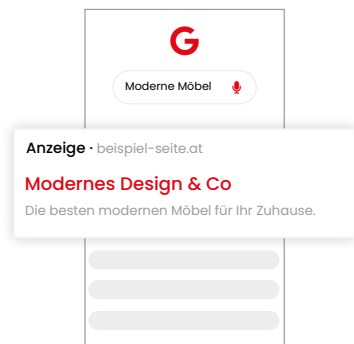 G
Moderne Möbel
Anzeige · beispiel-seite.at
Modernes Design & Co
Die besten modernen Möbel für Ihr Zuhause.